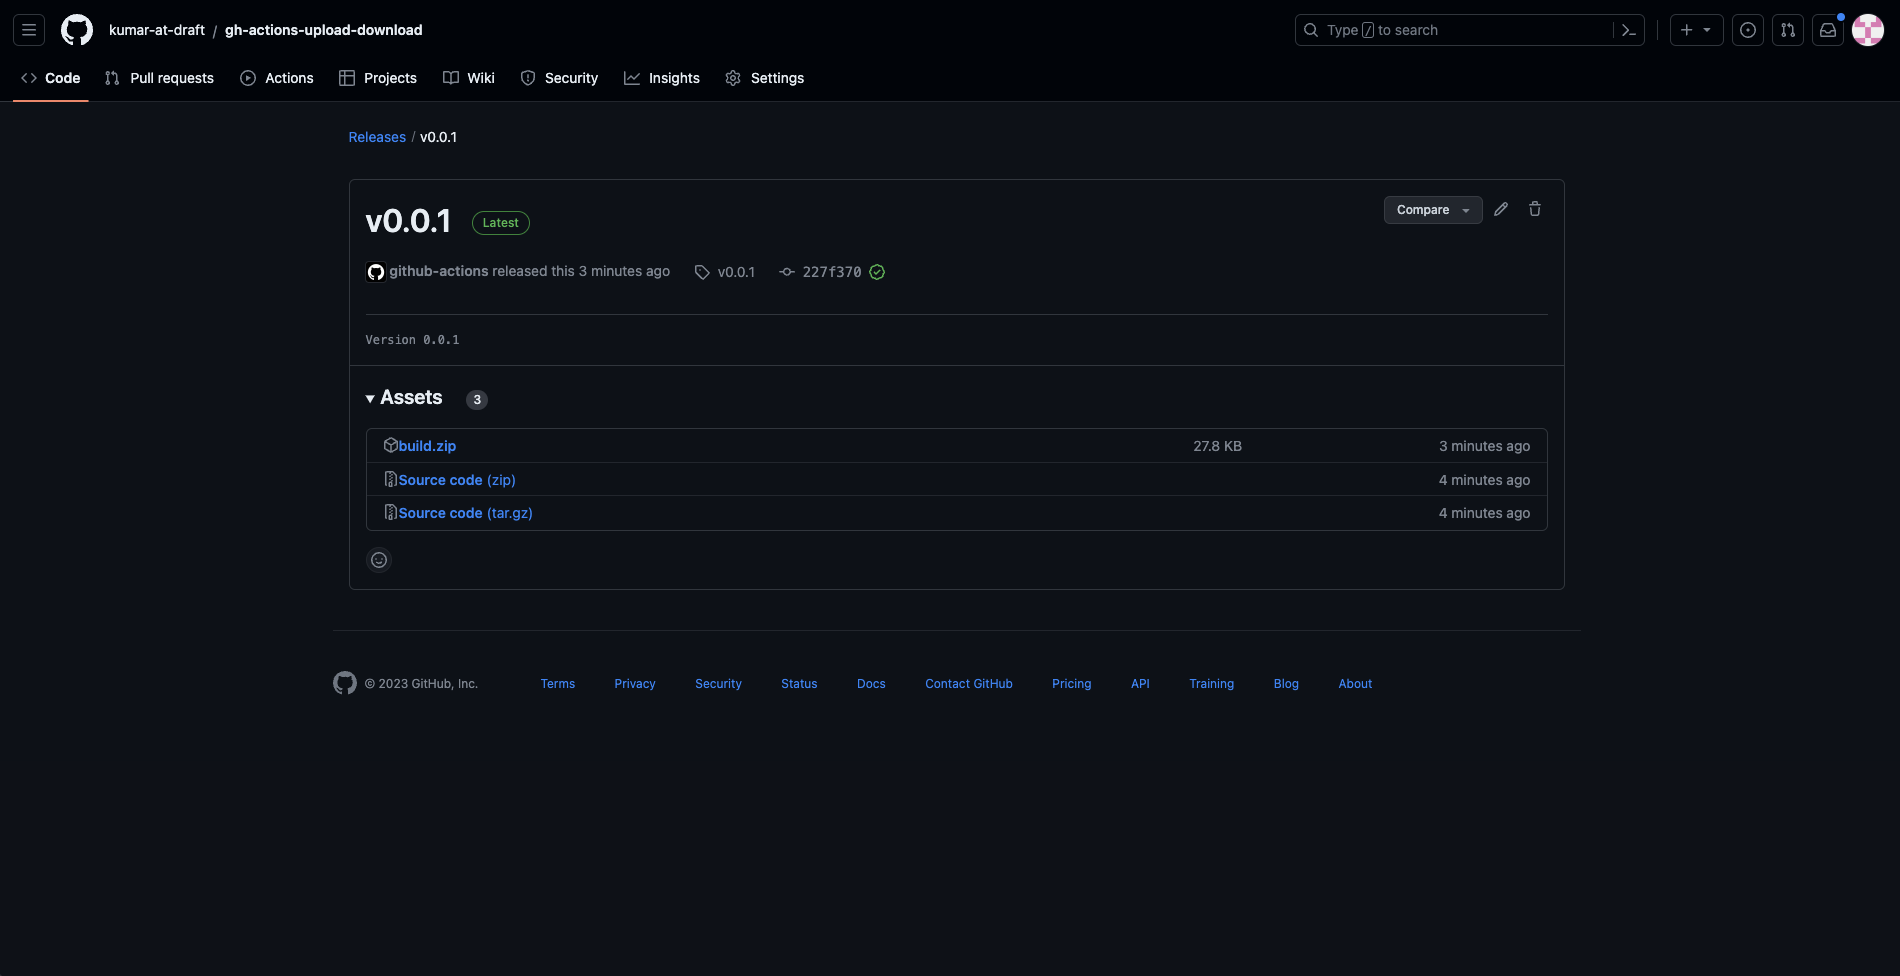 kumar-at-draft / gh-actions-upload-download
Type / to search
Code Pull requests Actions Projects Wiki Security Insights Settings
Releases / v0.0.1
v0.0.1 Latest
Compare
github-actions released this 3 minutes ago v0.0.1 227f370
Version 0.0.1
Assets 3
build.zip 27.8 KB 3 minutes ago
Source code (zip) 4 minutes ago
Source code (tar.gz) 4 minutes ago
© 2023 GitHub, Inc. Terms Privacy Security Status Docs Contact GitHub Pricing API Training Blog About